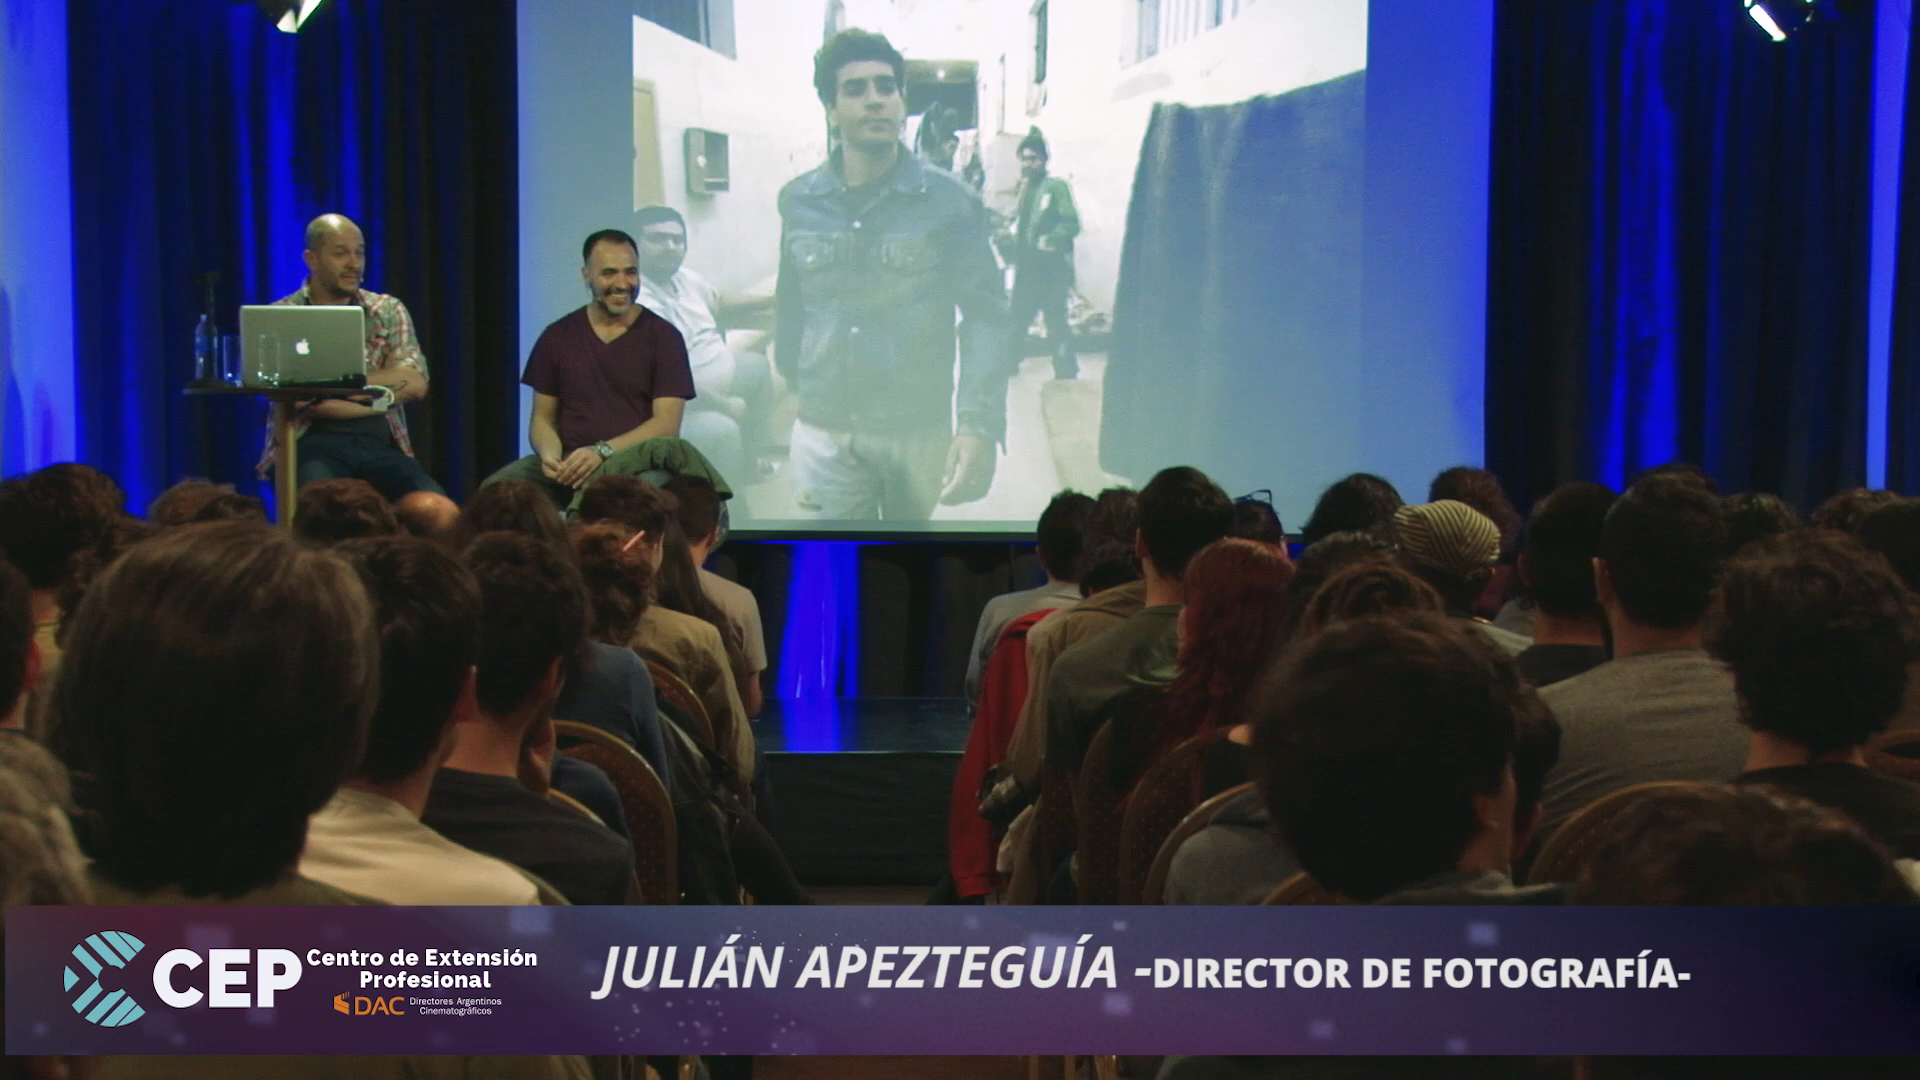 CEP
Centro de Extensión
Profesional
DAC
Directores Argentinos
Cinematográficos
JULIÁN APEZTEGUÍA -DIRECTOR DE FOTOGRAFÍA-